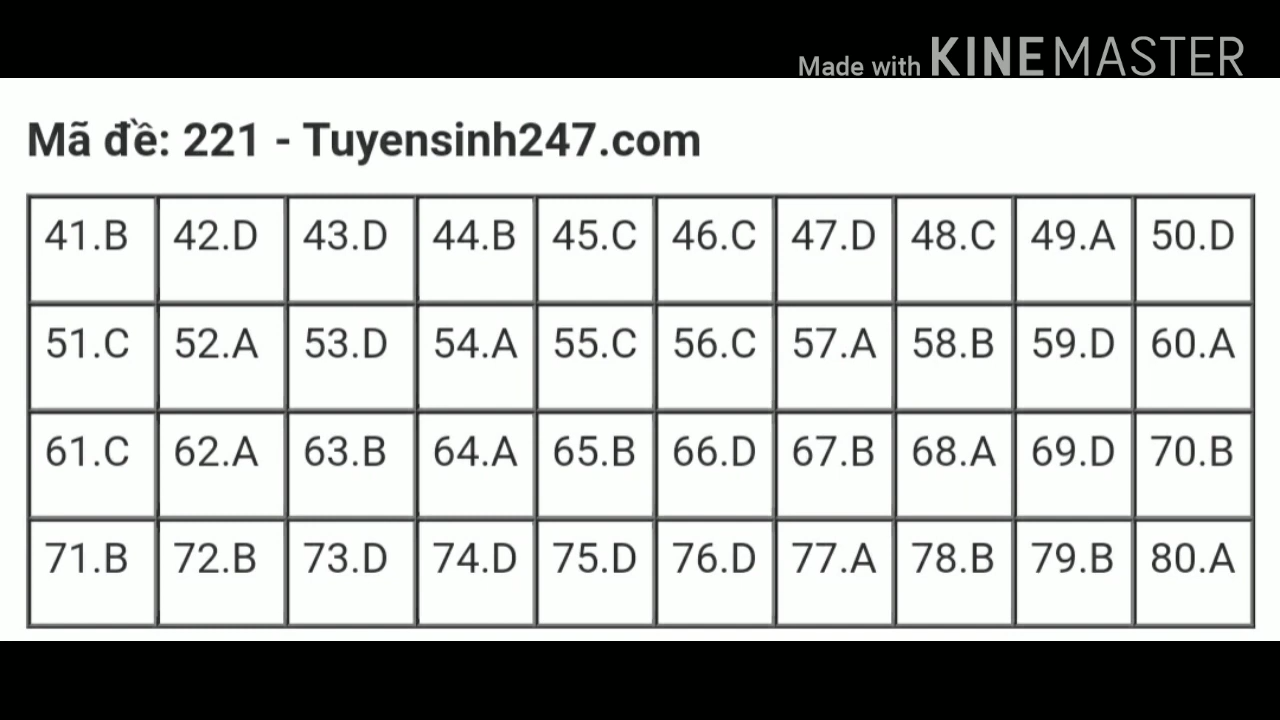 Made with KINEMASTER
Mã đề: 221 - Tuyensinh247.com
41.B 42.D 43.D 44.B 45.C 46.C 47.D 48.C 49.A 50.D
51.C 52.A 53.D 54.A 55.C 56.C 57.A 58.B 59.D 60.A
61.C 62.A 63.B 64.A 65.B 66.D 67.B 68.A 69.D 70.B
71.B 72.B 73.D 74.D 75.D 76.D 77.A 78.B 79.B 80.A